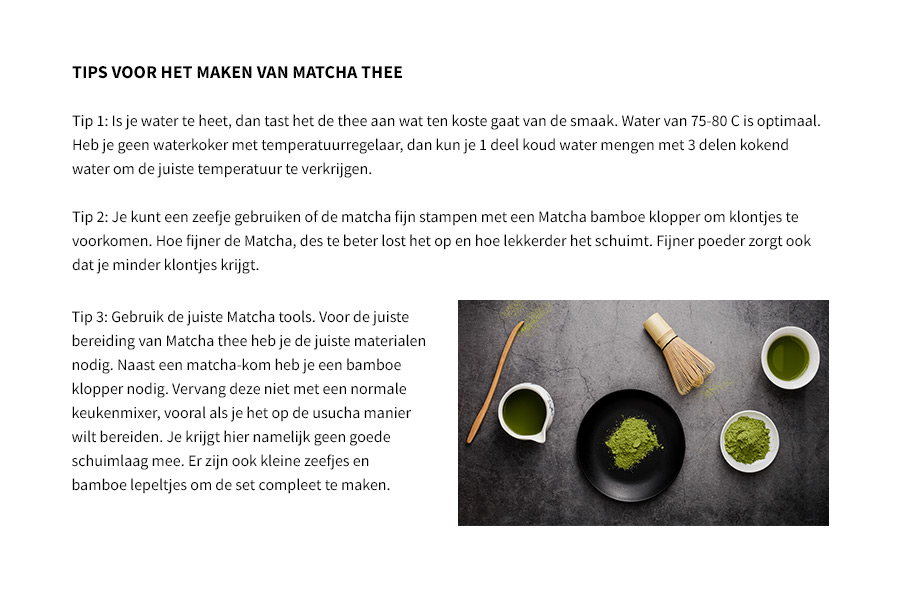 TIPS VOOR HET MAKEN VAN MATCHA THEE
Tip 1: Is je water te heet, dan tast het de thee aan wat ten koste gaat van de smaak. Water van 75-80 C is optimaal.
Heb je geen waterkoker met temperatuurregelaar, dan kun je 1 deel koud water mengen met 3 delen kokend
water om de juiste temperatuur te verkrijgen.
Tip 2: Je kunt een zeefje gebruiken of de matcha fijn stampen met een Matcha bamboe klopper om klontjes te
voorkomen. Hoe fijner de Matcha, des te beter lost het op en hoe lekkerder het schuimt. Fijner poeder zorgt ook
dat je minder klontjes krijgt.
Tip 3: Gebruik de juiste Matcha tools. Voor de juiste
bereiding van Matcha thee heb je de juiste materialen
nodig. Naast een matcha-kom heb je een bamboe
klopper nodig. Vervang deze niet met een normale
keukenmixer, vooral als je het op de usucha manier
wilt bereiden. Je krijgt hier namelijk geen goede
schuimlaag mee. Er zijn ook kleine zeefjes en
bamboe lepeltjes om de set compleet te maken.